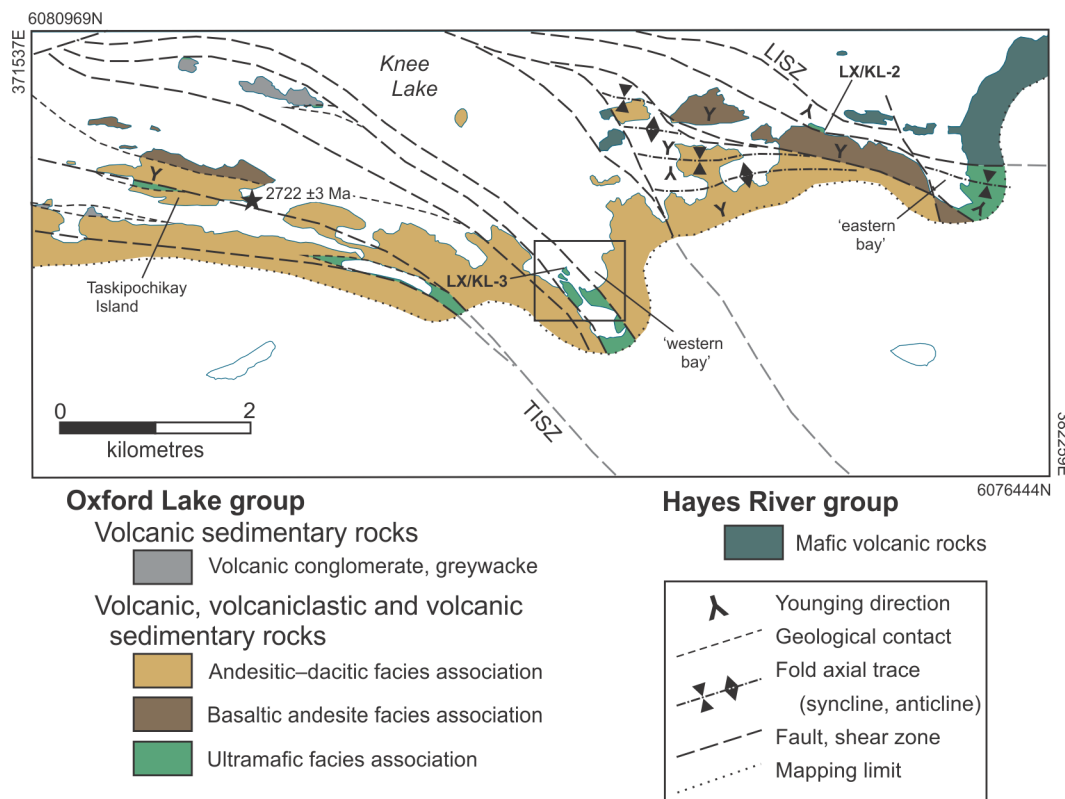 6080969N
371537E
Knee
Lake
LISZ
LX/KL-2
2722 ±3 Ma
'eastern
bay'
Taskipochikay
Island
LX/KL-3
'western
bay'
TISZ
0 2
kilometres
382259E
6076444N
Oxford Lake group
Volcanic sedimentary rocks
Volcanic conglomerate, greywacke
Volcanic, volcaniclastic and volcanic
sedimentary rocks
Andesitic–dacitic facies association
Basaltic andesite facies association
Ultramafic facies association
Hayes River group
Mafic volcanic rocks
Younging direction
Geological contact
Fold axial trace
(syncline, anticline)
Fault, shear zone
Mapping limit